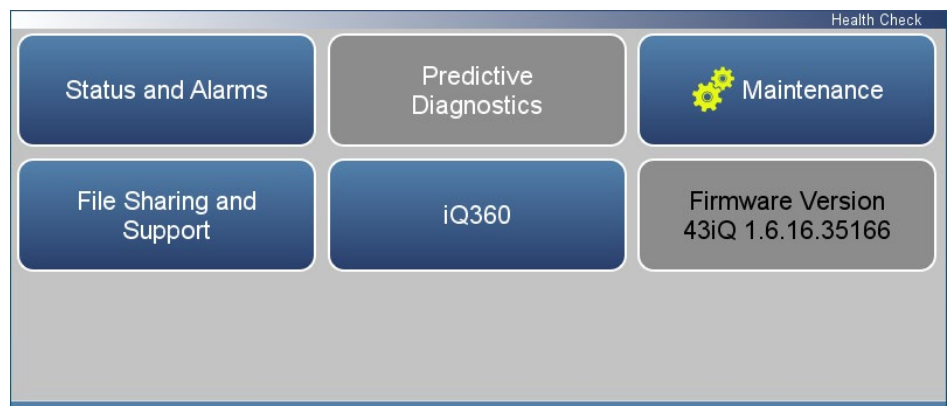 Health Check
Status and Alarms
Predictive
Diagnostics
Maintenance
File Sharing and
Support
iQ360
Firmware Version
43iQ 1.6.16.35166